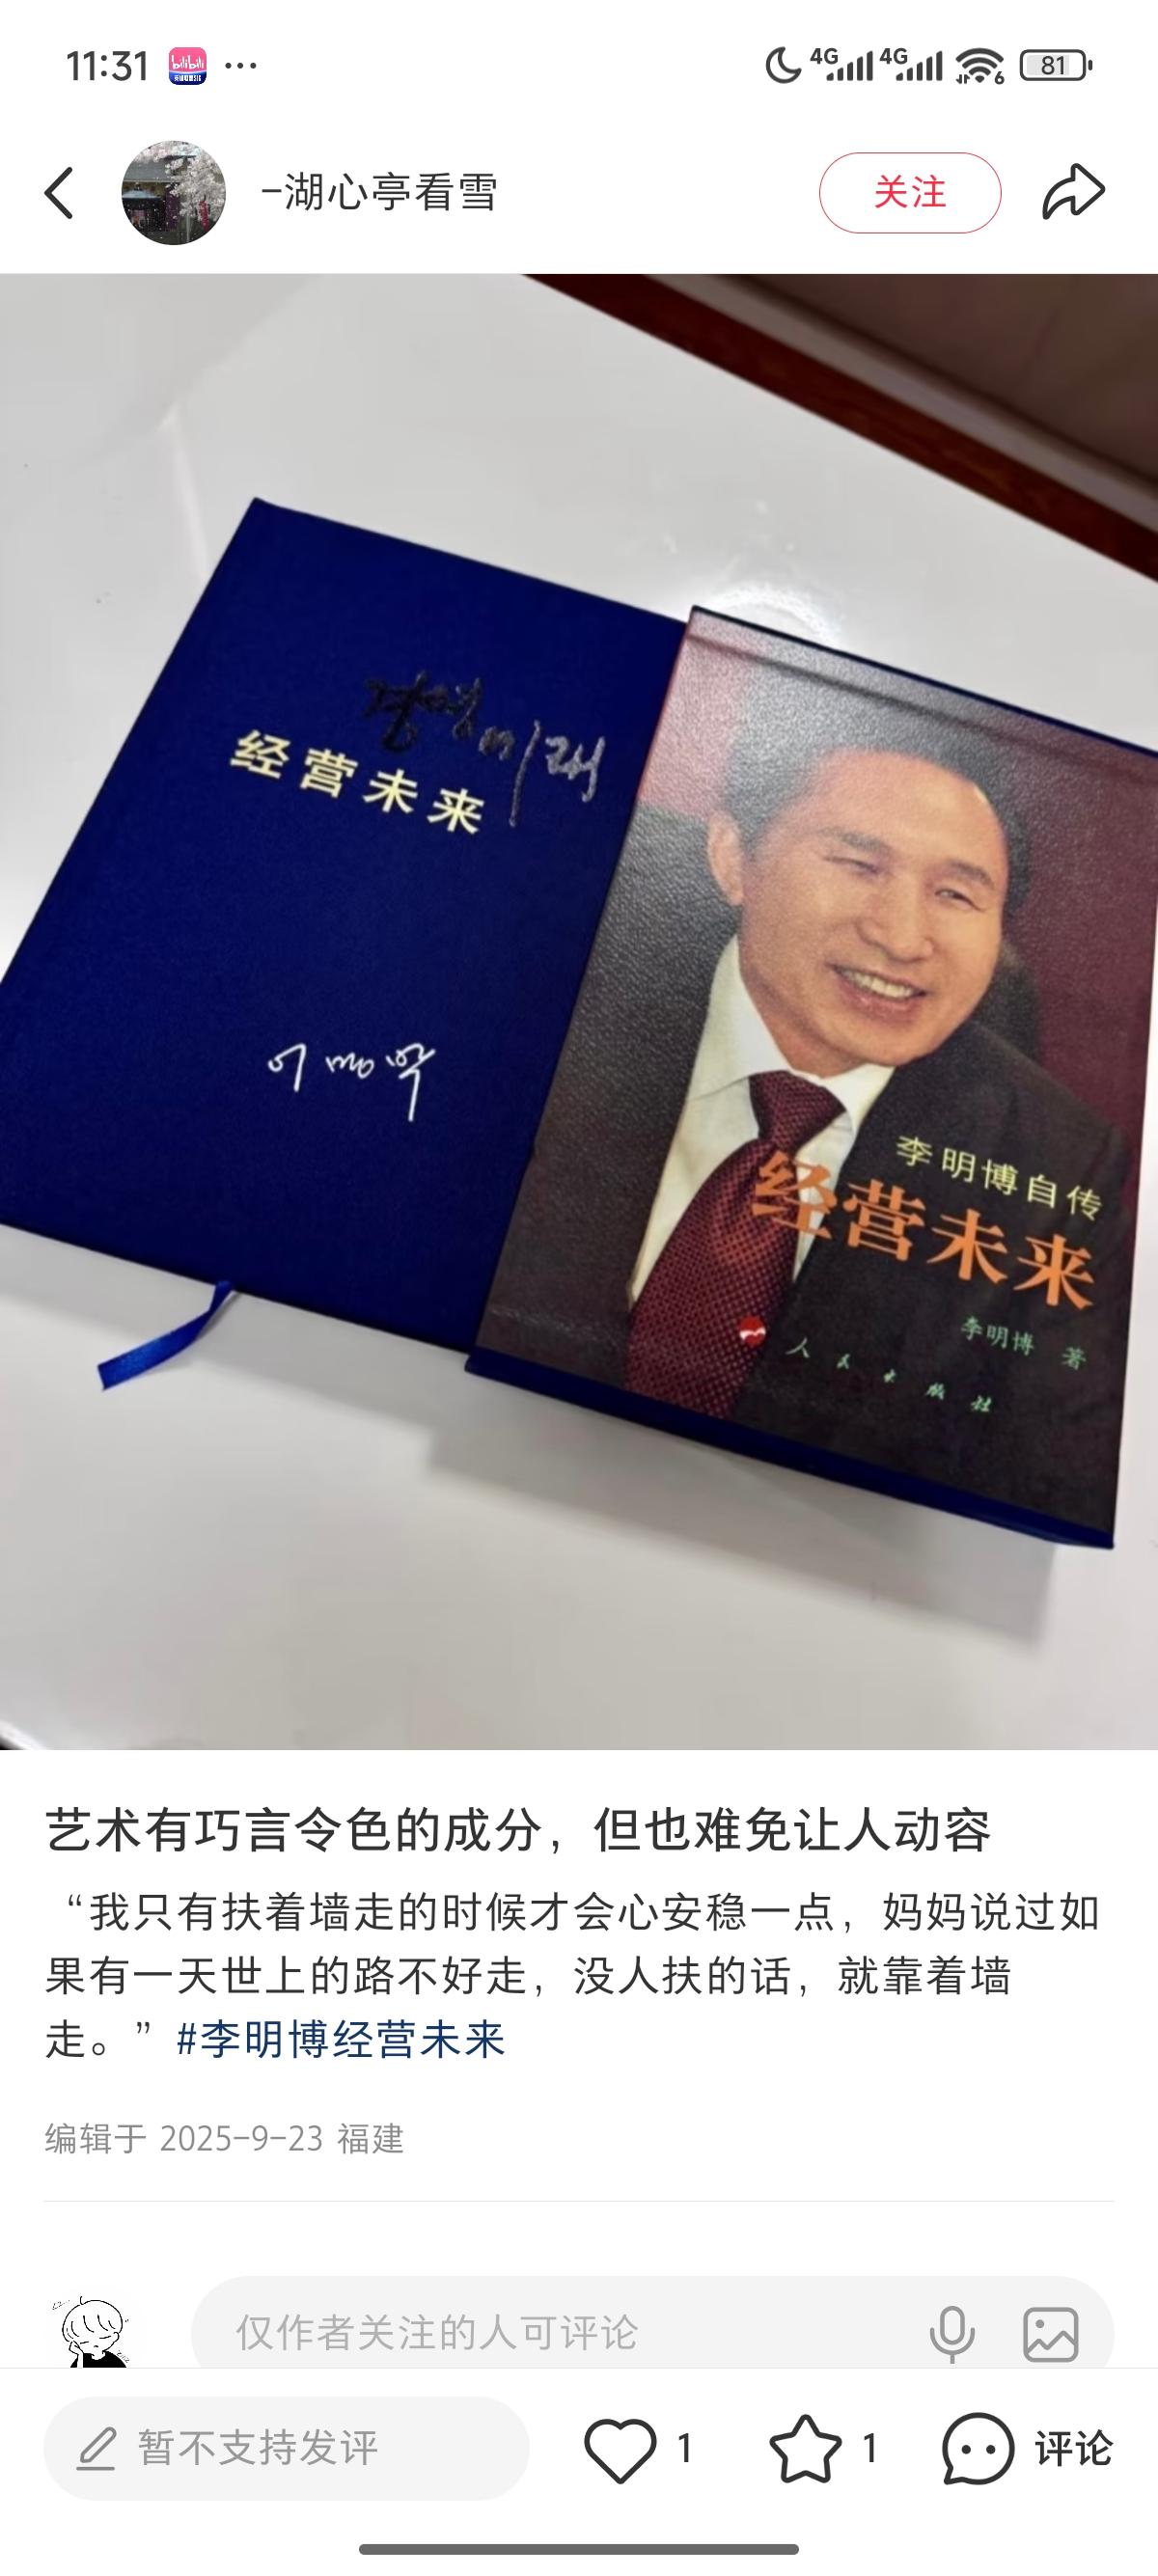 11:31
bilibili
...
4G 4G 6 81
-湖心亭看雪
关注
经营未来
이명박
李明博自传
经营未来
李明博 著
人民出版社
艺术有巧言令色的成分，但也难免让人动容
“我只有扶着墙走的时候才会心安稳一点，妈妈说过如
果有一天世上的路不好走，没人扶的话，就靠着墙
走。” #李明博经营未来
编辑于 2025-9-23 福建
仅作者关注的人可评论
暂不支持发评
1
1
评论